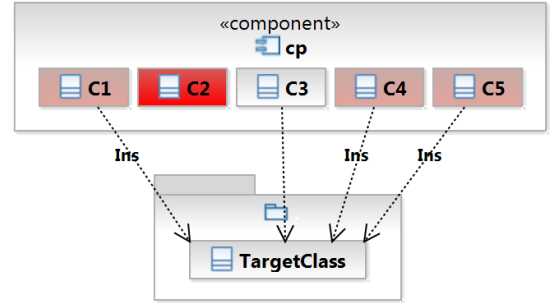 «component»
cp
C1 C2 C3 C4 C5
Ins Ins Ins
TargetClass